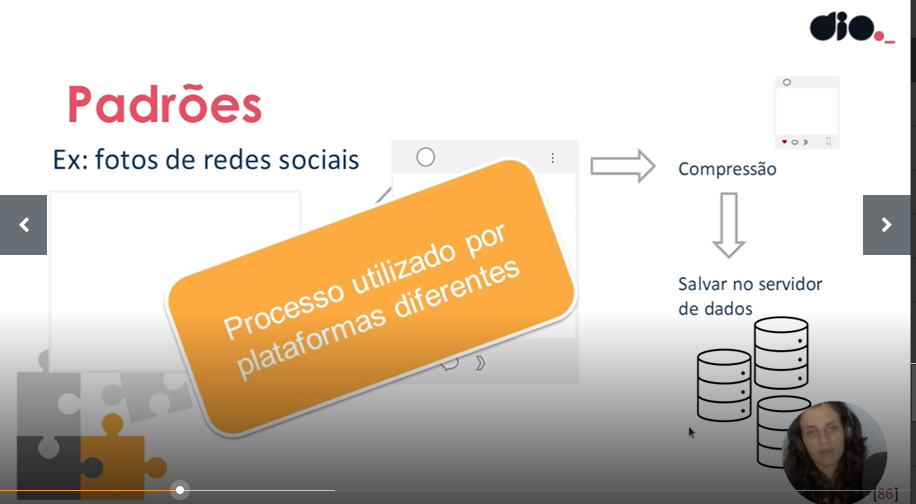 dio._
Padrões
Ex: fotos de redes sociais
Processo utilizado por
plataformas diferentes
Compressão
Salvar no servidor
de dados
[86]